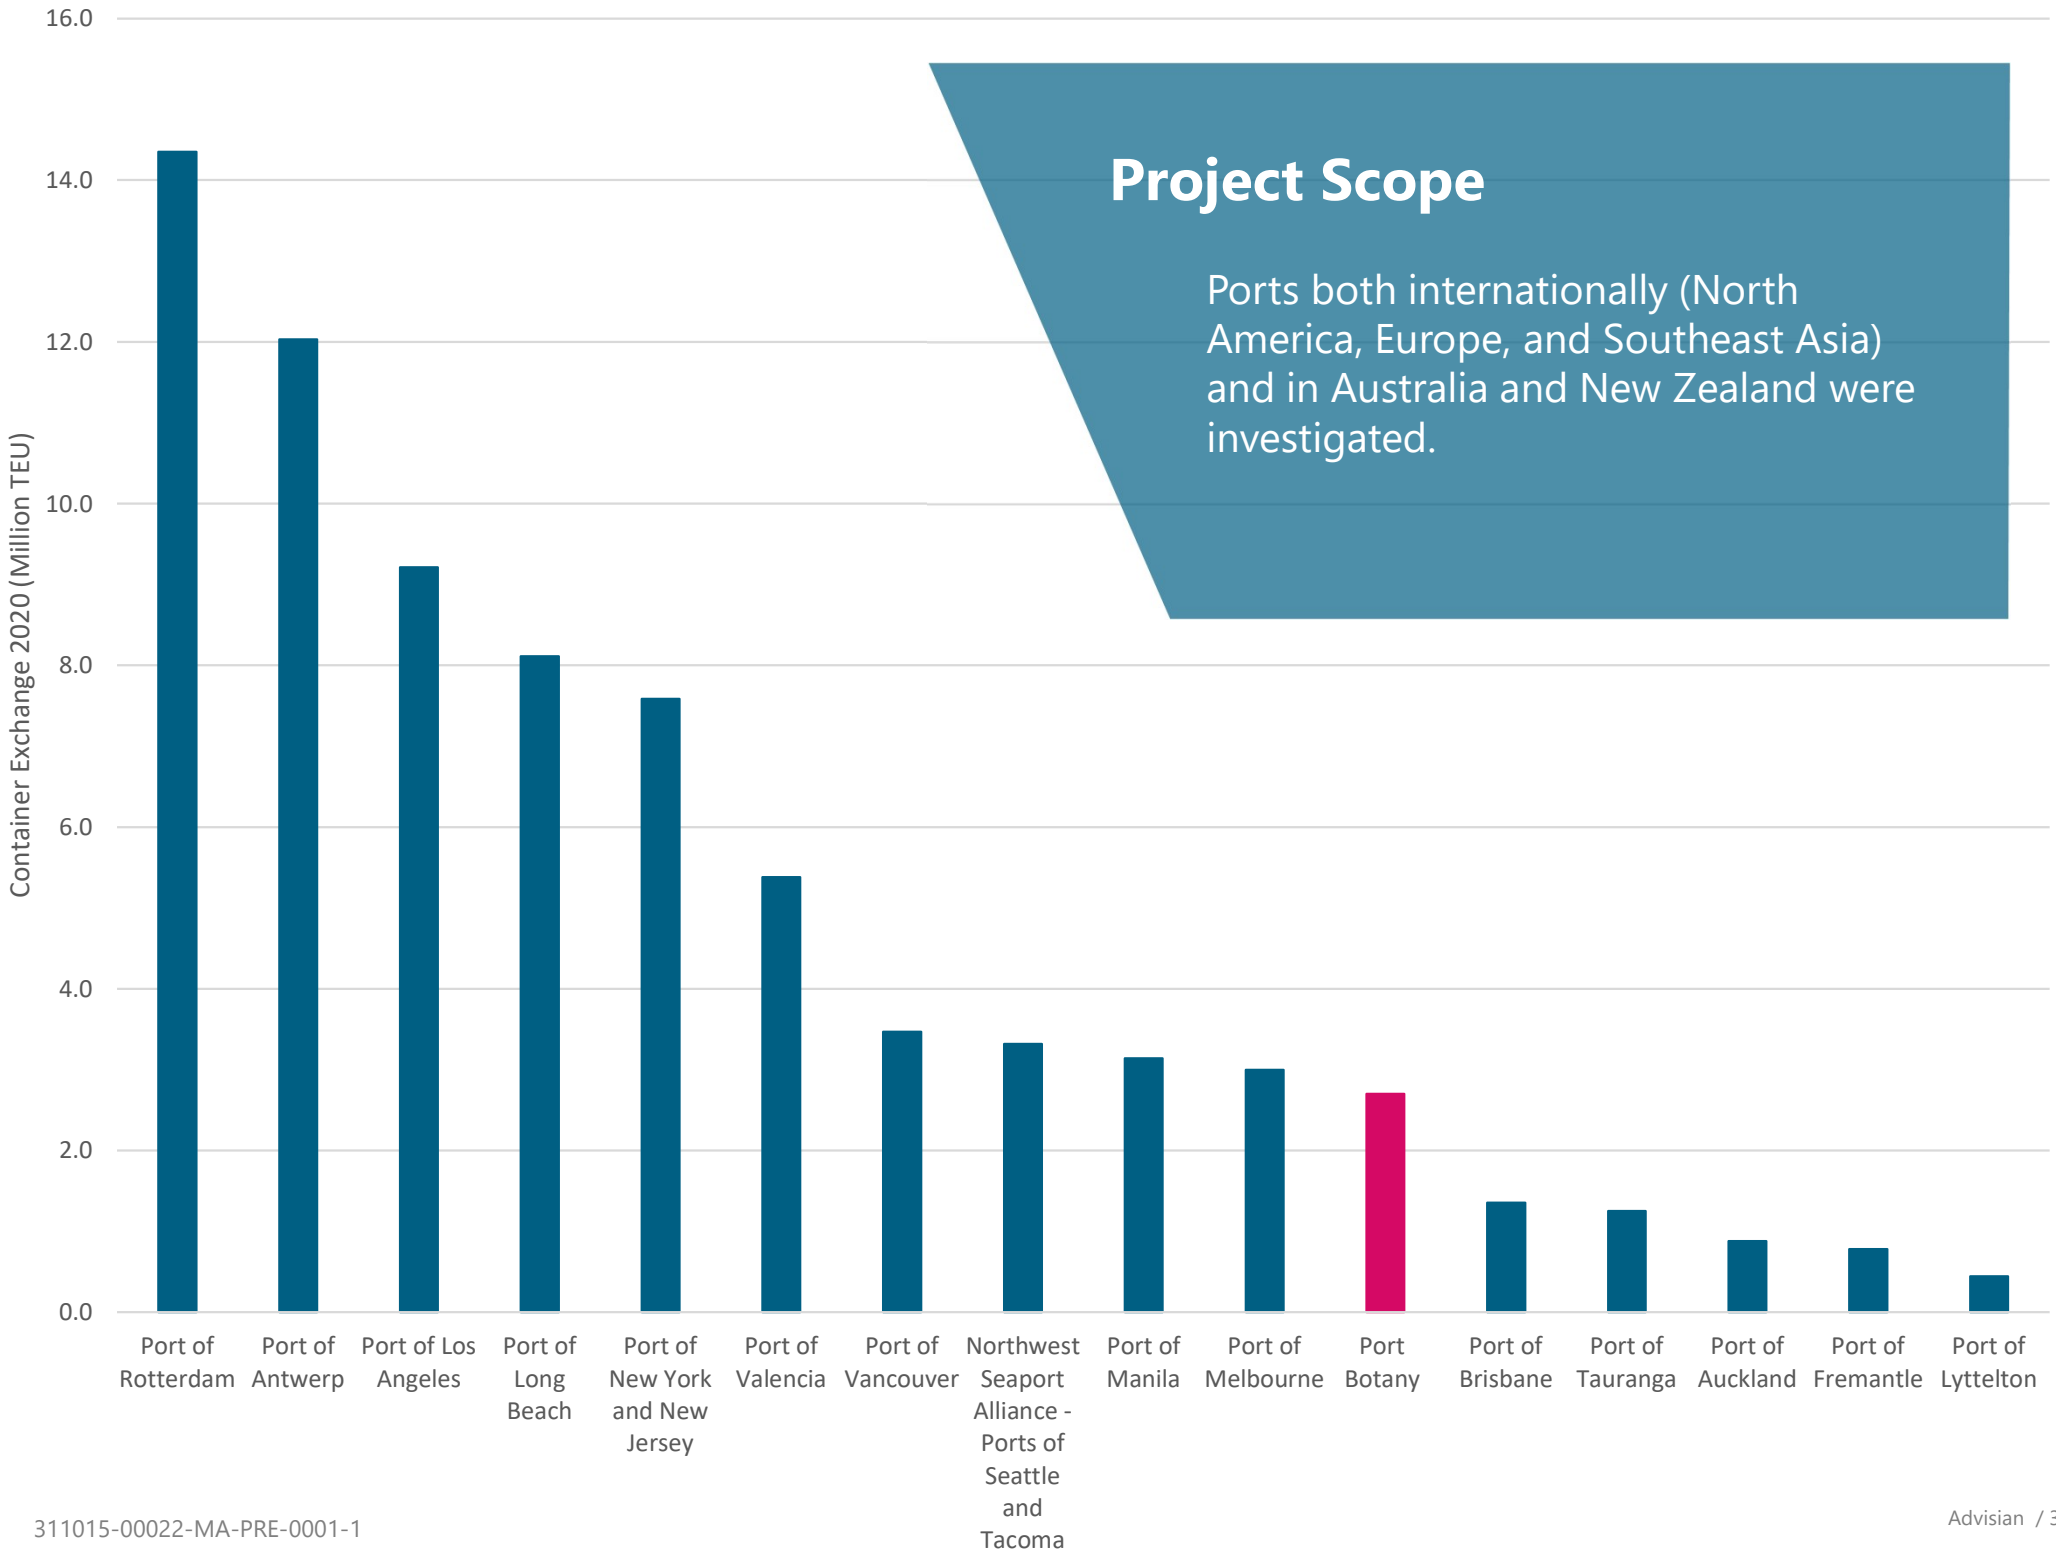 16.0
14.0
12.0
10.0
8.0
6.0
4.0
2.0
0.0
Container Exchange 2020 (Million TEU)
Project Scope
Ports both internationally (North
America, Europe, and Southeast Asia)
and in Australia and New Zealand were
investigated.
Port of
Rotterdam
Port of
Antwerp
Port of Los
Angeles
Port of
Long
Beach
Port of
New York
and New
Jersey
Port of
Valencia
Port of
Vancouver
Northwest
Seaport
Alliance -
Ports of
Seattle
and
Tacoma
Port of
Manila
Port of
Melbourne
Port
Botany
Port of
Brisbane
Port of
Tauranga
Port of
Auckland
Port of
Fremantle
Port of
Lyttelton
311015-00022-MA-PRE-0001-1
Advisian / 3